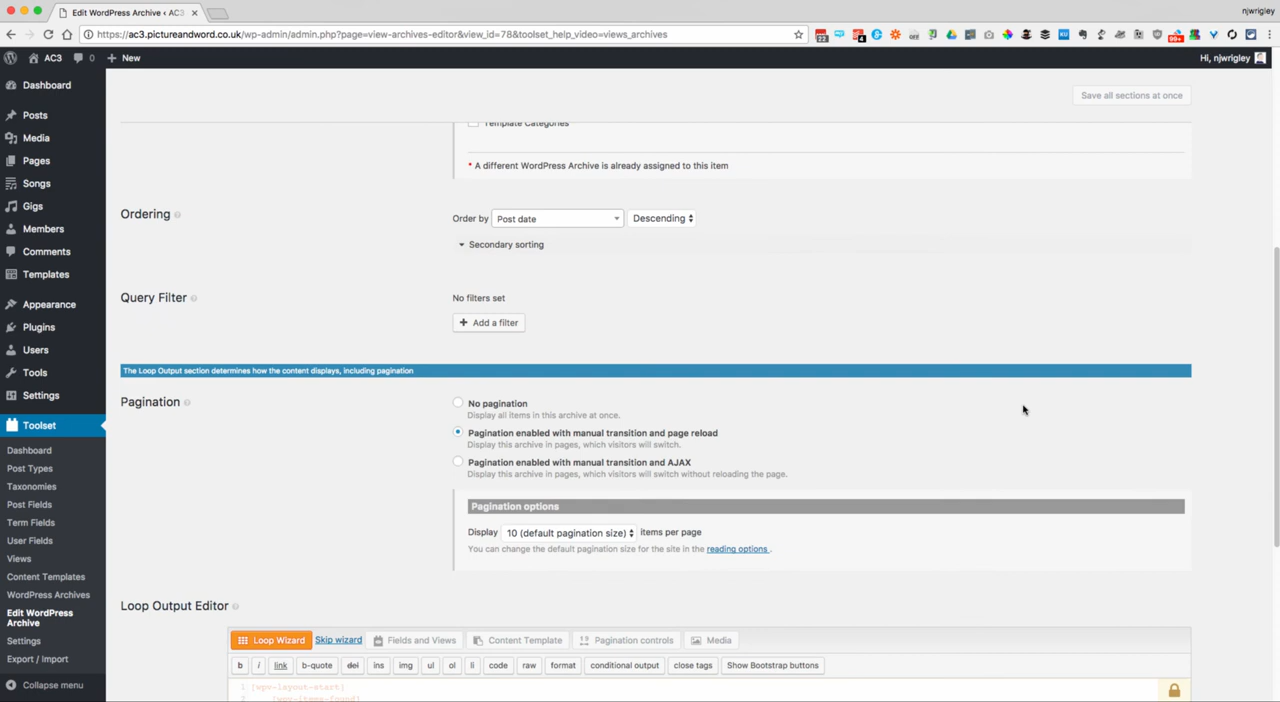 Edit WordPress Archive ‹ AC3
njwrigley
https://ac3.pictureandword.co.uk/wp-admin/admin.php?page=view-archives-editor&view_id=78&toolset_help_video=views_archives
AC3 0 + New
Hi, njwrigley
Dashboard
Posts
Media
Pages
Songs
Gigs
Members
Comments
Templates
Appearance
Plugins
Users
Tools
Settings
Toolset
Dashboard
Post Types
Taxonomies
Post Fields
Term Fields
User Fields
Views
Content Templates
WordPress Archives
Edit WordPress
Archive
Settings
Export / Import
Collapse menu
Save all sections at once
Template Categories
* A different WordPress Archive is already assigned to this item
Ordering
Order by Post date Descending
Secondary sorting
Query Filter
No filters set
+ Add a filter
The Loop Output section determines how the content displays, including pagination
Pagination
No pagination
Display all items in this archive at once.
Pagination enabled with manual transition and page reload
Display this archive in pages, which visitors will switch.
Pagination enabled with manual transition and AJAX
Display this archive in pages, which visitors will switch without reloading the page.
Pagination options
Display 10 (default pagination size) items per page
You can change the default pagination size for the site in the reading options .
Loop Output Editor
Loop Wizard Skip wizard Fields and Views Content Template Pagination controls Media
b i link b-quote del ins img ul ol li code raw format conditional output close tags Show Bootstrap buttons
1 [wpv-layout-start]
2 [wpv-items-found]